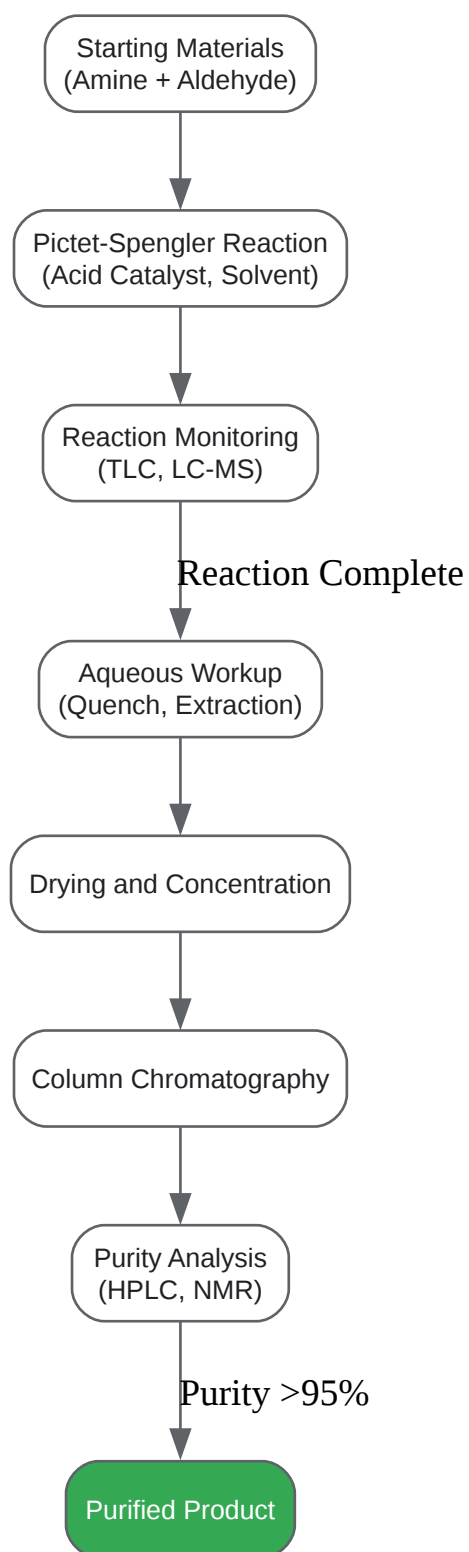 Starting Materials
(Amine + Aldehyde)
Pictet-Spengler Reaction
(Acid Catalyst, Solvent)
Reaction Monitoring
(TLC, LC-MS)
Reaction Complete
Aqueous Workup
(Quench, Extraction)
Drying and Concentration
Column Chromatography
Purity Analysis
(HPLC, NMR)
Purity >95%
Purified Product